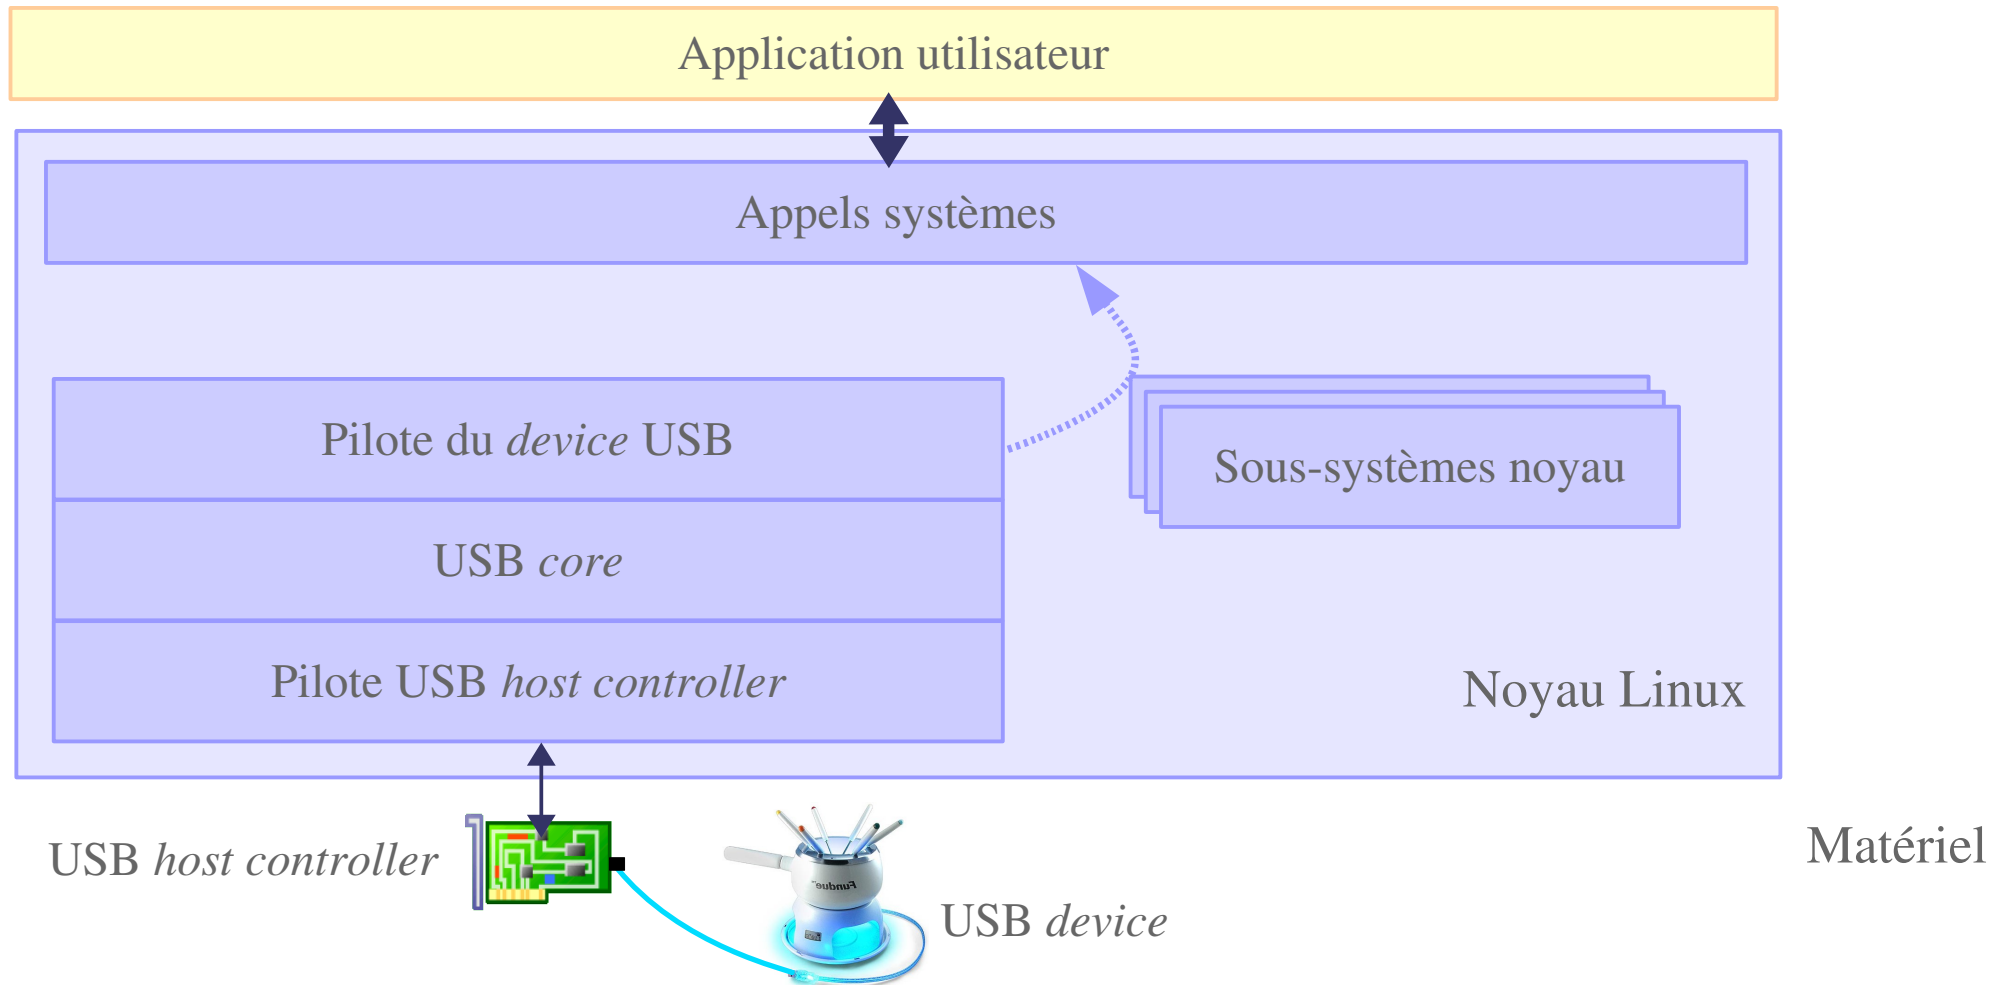 Application utilisateur
Appels systèmes
Pilote du device USB
Sous-systèmes noyau
USB core
Pilote USB host controller
Noyau Linux
USB host controller
Matériel
Fundue™
USB device